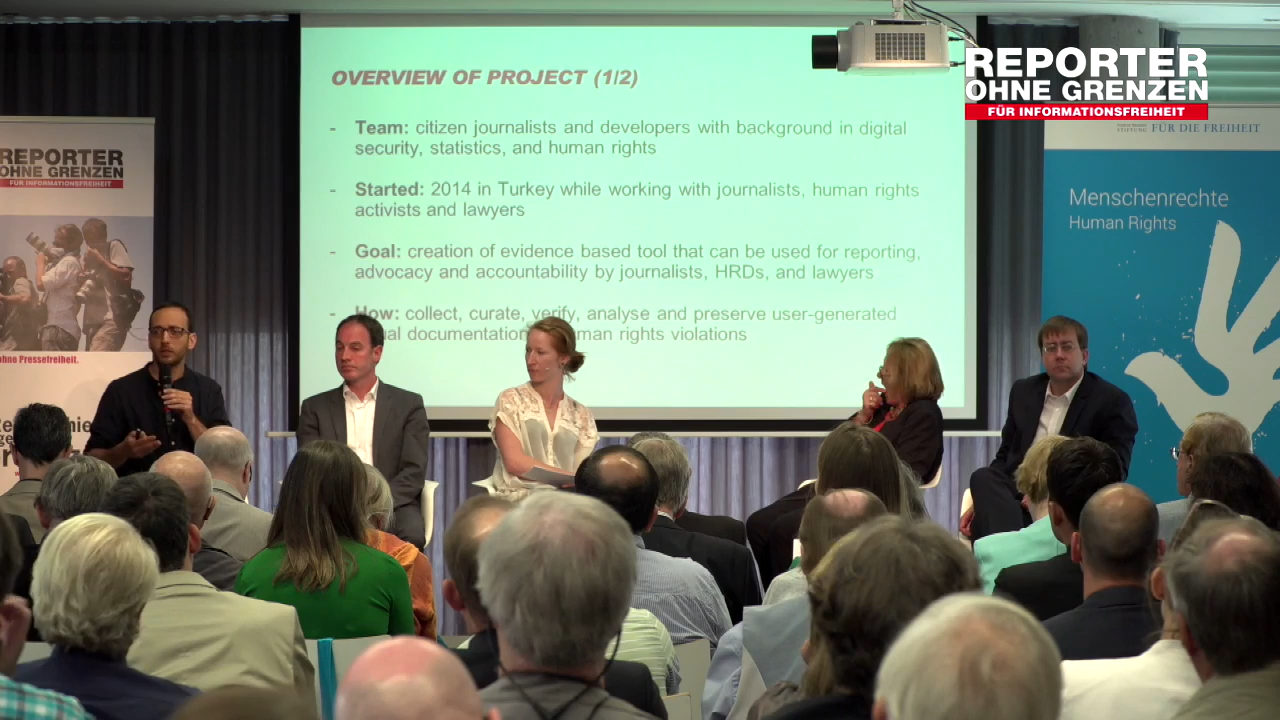 OVERVIEW OF PROJECT (1/2)
- Team: citizen journalists and developers with background in digital
security, statistics, and human rights
- Started: 2014 in Turkey while working with journalists, human rights
activists and lawyers
- Goal: creation of evidence based tool that can be used for reporting,
advocacy and accountability by journalists, HRDs, and lawyers
- How: collect, curate, verify, analyse and preserve user-generated
documentation human rights violations
REPORTER
OHNE GRENZEN
FÜR INFORMATIONSFREIHEIT
STIFTUNG FÜR DIE FREIHEIT
Menschenrechte
Human Rights
REPORTER
OHNE GRENZEN
FÜR INFORMATIONSFREIHEIT
ohne Pressefreiheit.